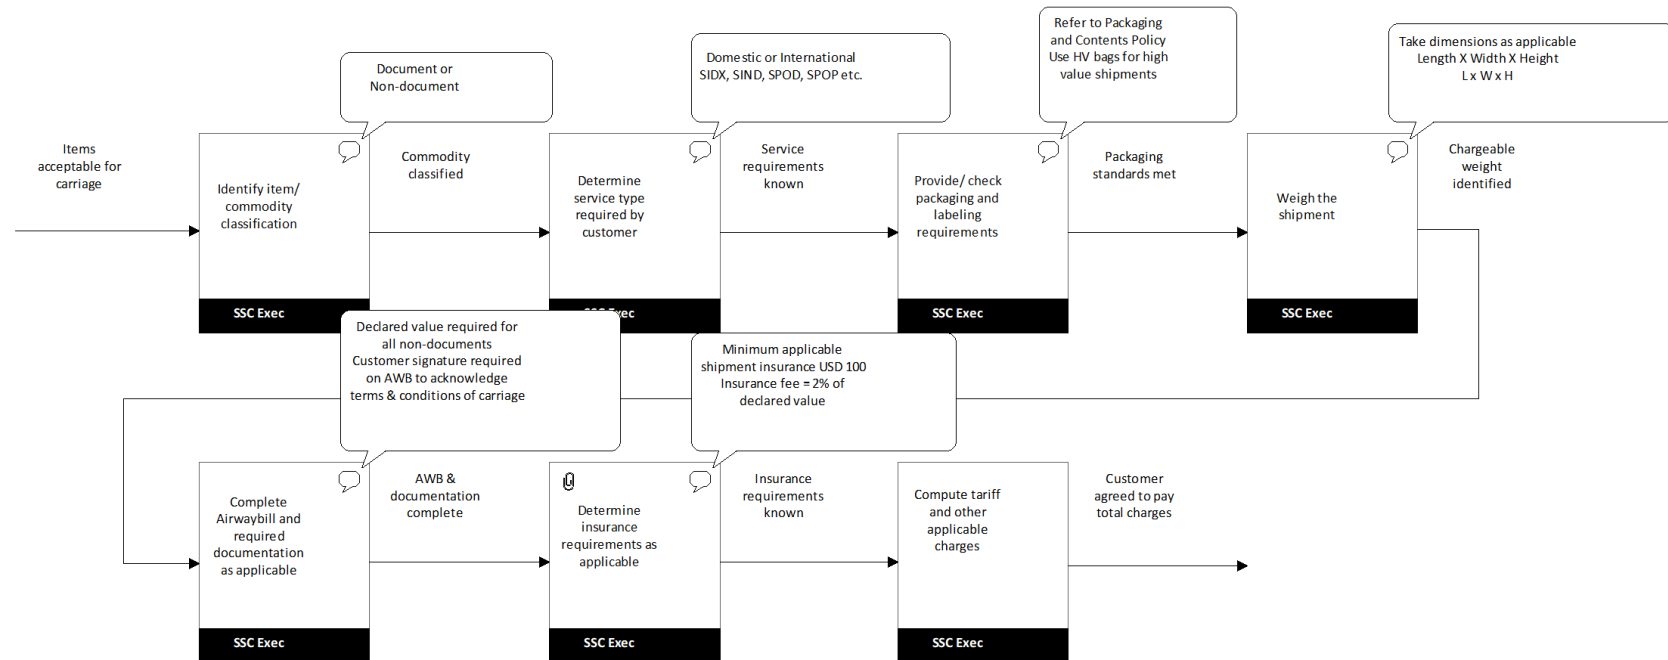 Document or
Non-document
Domestic or International
SIDX, SIND, SPOD, SPOP etc.
Refer to Packaging
and Contents Policy
Use HV bags for high
value shipments
Take dimensions as applicable
Length X Width X Height
L x W x H
Items
acceptable for
carriage
Identify item/
commodity
classification
SSC Exec
Commodity
classified
Determine
service type
required by
customer
Service
requirements
known
Provide/ check
packaging and
labeling
requirements
SSC Exec
Packaging
standards met
Weigh the
shipment
SSC Exec
Chargeable
weight
identified
Declared value required for
all non-documents
Customer signature required
on AWB to acknowledge
terms & conditions of carriage
Minimum applicable
shipment insurance USD 100
Insurance fee = 2% of
declared value
Complete
Airwaybill and
required
documentation
as applicable
SSC Exec
AWB &
documentation
complete
Determine
insurance
requirements as
applicable
SSC Exec
Insurance
requirements
known
Compute tariff
and other
applicable
charges
SSC Exec
Customer
agreed to pay
total charges